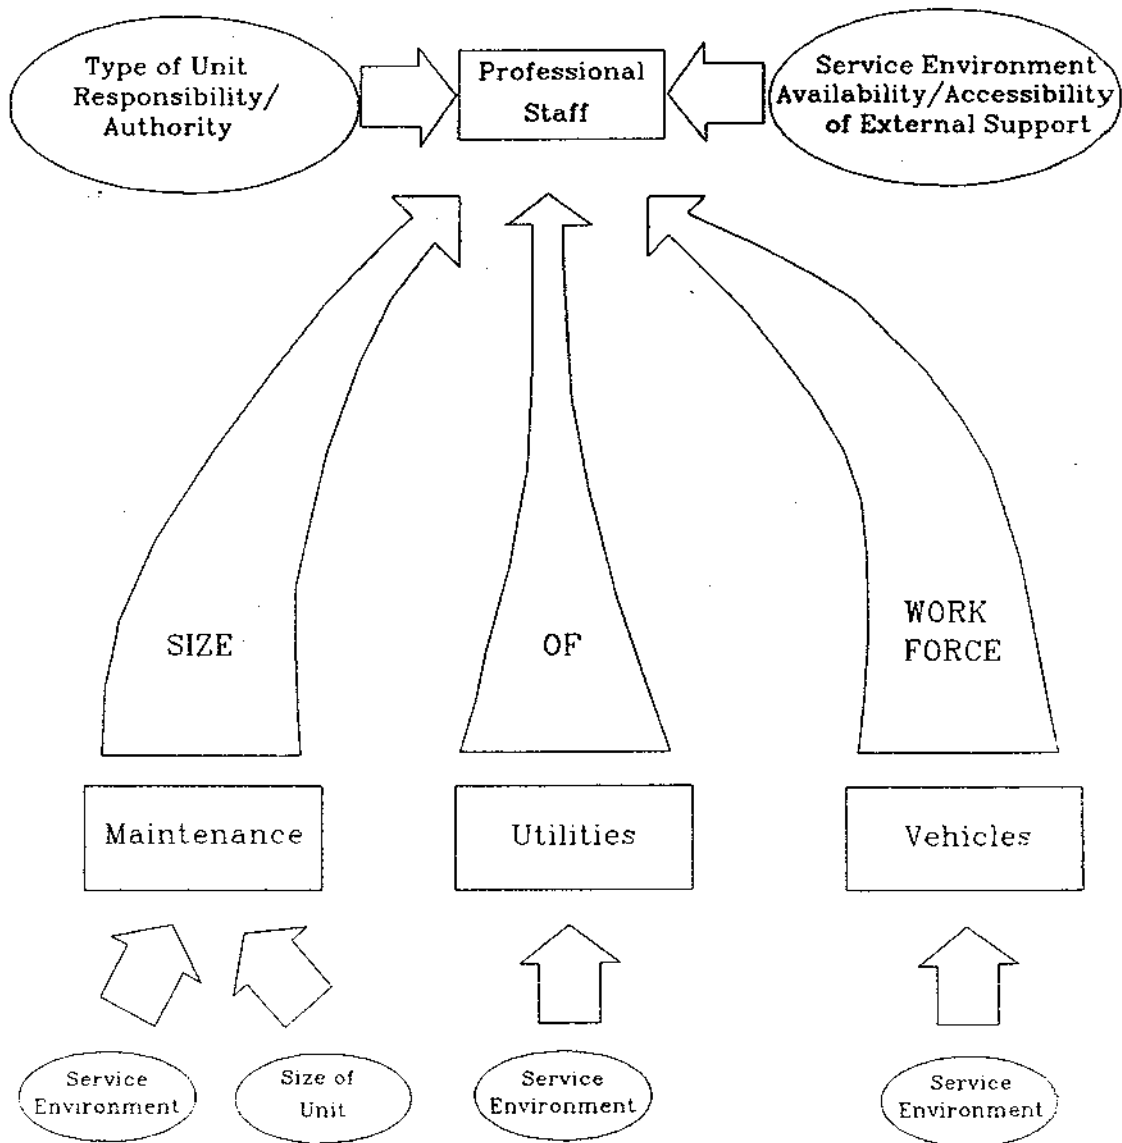 Type of Unit
Responsibility/
Authority
Professional
Staff
Service Environment
Availability/Accessibility
of External Support
SIZE
OF
WORK
FORCE
Maintenance
Utilities
Vehicles
Service
Environment
Size of
Unit
Service
Environment
Service
Environment